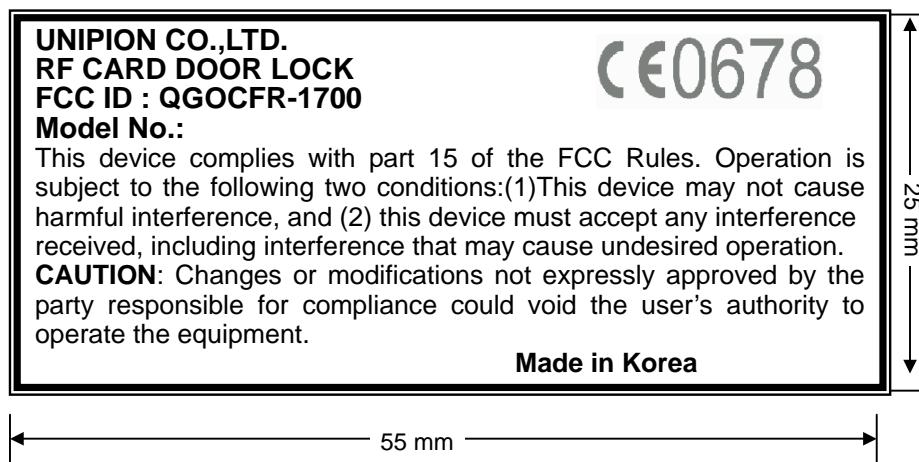 UNIPION CO.,LTD.
RF CARD DOOR LOCK
FCC ID : QGOCFR-1700
Model No.:
CE0678
This device complies with part 15 of the FCC Rules. Operation is
subject to the following two conditions:(1)This device may not cause
harmful interference, and (2) this device must accept any interference
received, including interference that may cause undesired operation.
CAUTION: Changes or modifications not expressly approved by the
party responsible for compliance could void the user’s authority to
operate the equipment.
Made in Korea
25 mm
55 mm